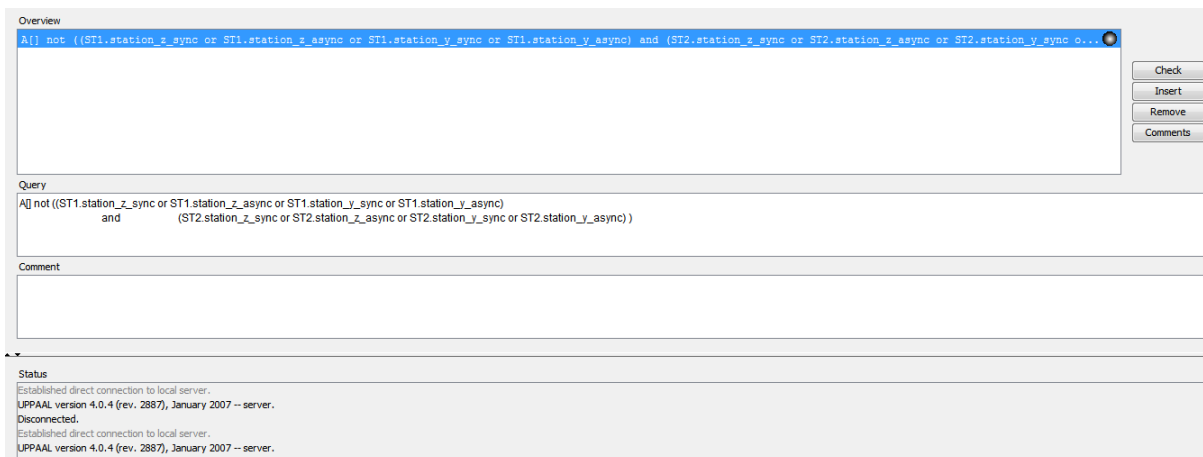 Overview
A[] not ((ST1.station_z_sync or ST1.station_z_async or ST1.station_y_sync or ST1.station_y_async) and (ST2.station_z_sync or ST2.station_z_async or ST2.station_y_sync o...
Check
Insert
Remove
Comments
Query
A[] not ((ST1.station_z_sync or ST1.station_z_async or ST1.station_y_sync or ST1.station_y_async)
and (ST2.station_z_sync or ST2.station_z_async or ST2.station_y_sync or ST2.station_y_async) )
Comment
Status
Established direct connection to local server.
UPPAAL version 4.0.4 (rev. 2887), January 2007 -- server.
Disconnected.
Established direct connection to local server.
UPPAAL version 4.0.4 (rev. 2887), January 2007 -- server.